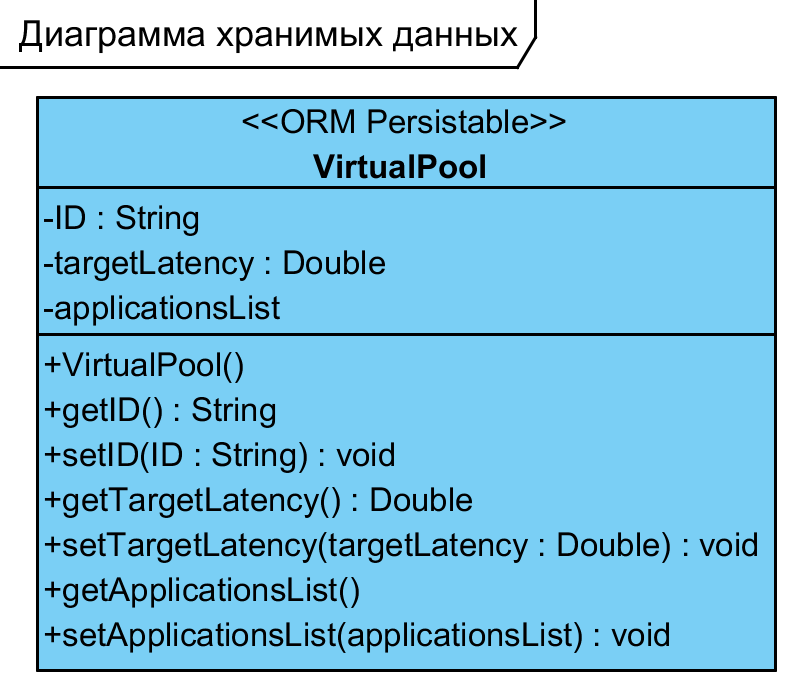 Диаграмма хранимых данных
<<ORM Persistable>>
VirtualPool
-ID : String
-targetLatency : Double
-applicationsList
+VirtualPool()
+getID() : String
+setID(ID : String) : void
+getTargetLatency() : Double
+setTargetLatency(targetLatency : Double) : void
+getApplicationsList()
+setApplicationsList(applicationsList) : void